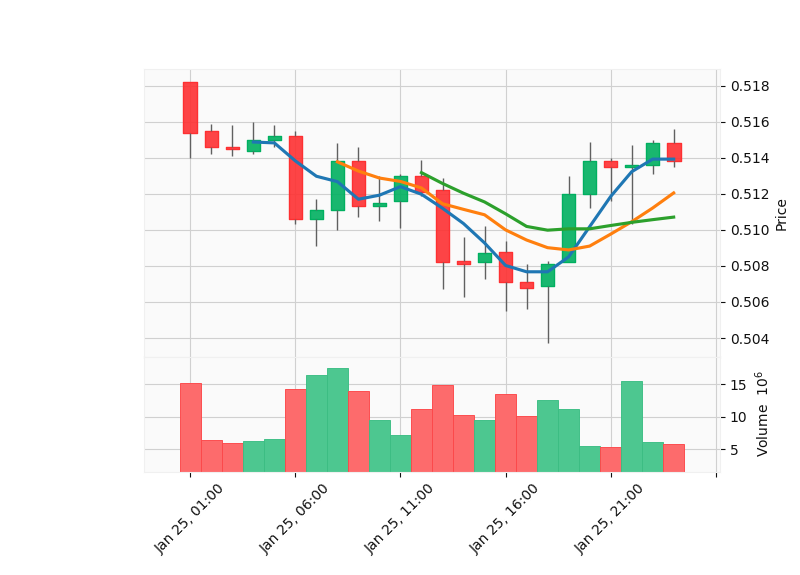 0.518
0.516
0.514
0.512
0.510
0.508
0.506
0.504
Price
15
10
5
Volume 10^6
Jan 25, 01:00
Jan 25, 06:00
Jan 25, 11:00
Jan 25, 16:00
Jan 25, 21:00